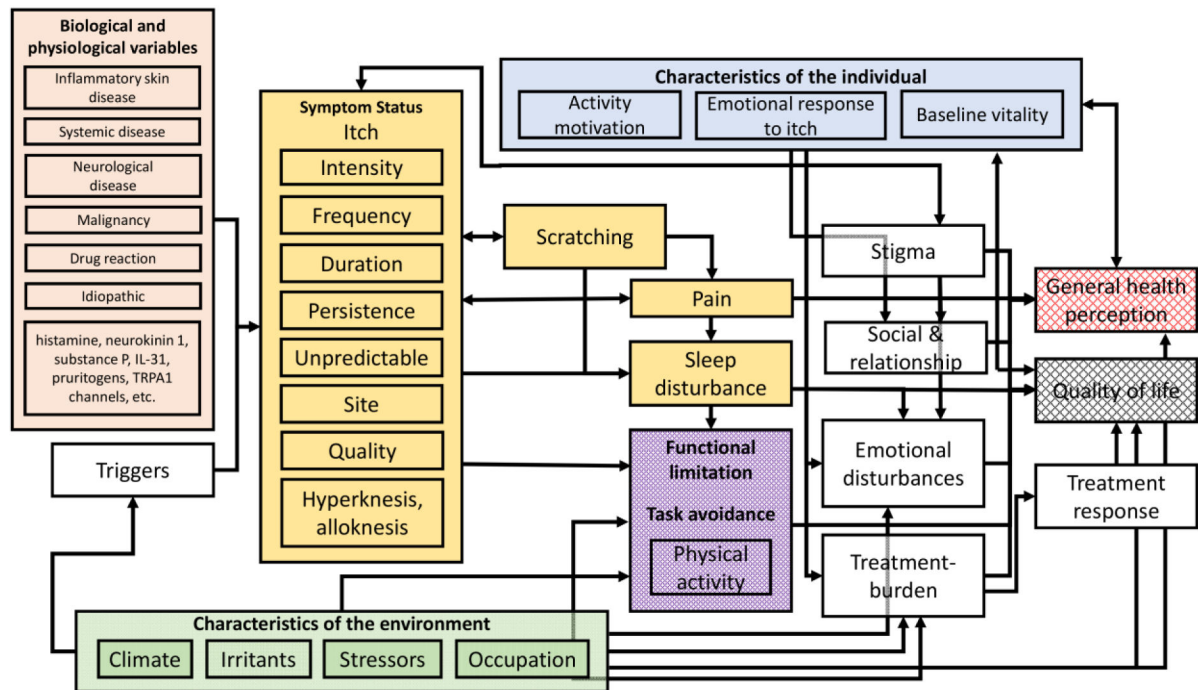 Biological and
physiological variables
Inflammatory skin
disease
Systemic disease
Neurological
disease
Malignancy
Drug reaction
Idiopathic
histamine, neurokinin 1,
substance P, IL-31,
pruritogens, TRPA1
channels, etc.
Triggers
Symptom Status
Itch
Intensity
Frequency
Duration
Persistence
Unpredictable
Site
Quality
Hyperknesis,
alloknesis
Scratching
Pain
Sleep
disturbance
Functional
limitation
Task avoidance
Physical
activity
Characteristics of the individual
Activity
motivation
Emotional response
to itch
Baseline vitality
Stigma
Social &
relationship
Emotional
disturbances
Treatment-
burden
General health
perception
Quality of life
Treatment
response
Characteristics of the environment
Climate
Irritants
Stressors
Occupation